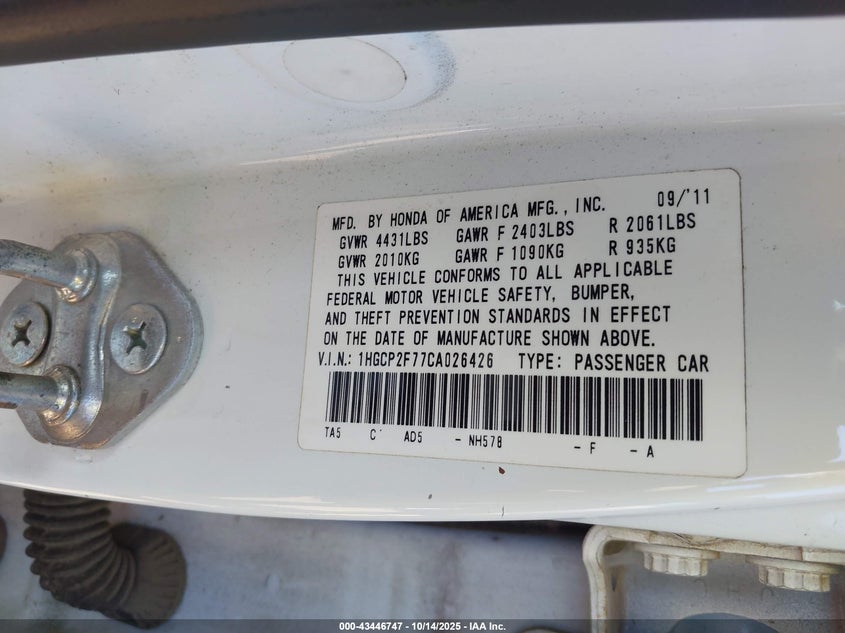 MFD. BY HONDA OF AMERICA MFG., INC. 09/'11
GVWR 4431LBS GAWR F 2403LBS R 2061LBS
GVWR 2010KG GAWR F 1090KG R 935KG
THIS VEHICLE CONFORMS TO ALL APPLICABLE
FEDERAL MOTOR VEHICLE SAFETY, BUMPER,
AND THEFT PREVENTION STANDARDS IN EFFECT
ON THE DATE OF MANUFACTURE SHOWN ABOVE.
V.I.N.: 1HGCP2F77CA026426 TYPE: PASSENGER CAR
TA5 C' AD5 - NH578 - F - A
000-43446747 - 10/14/2025 - IAA Inc.